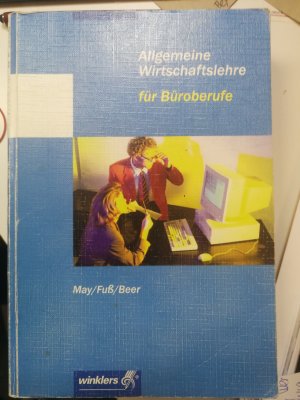 Allgemeine
Wirtschaftslehre
für Büroberufe
May/Fuß/Beer
winklers